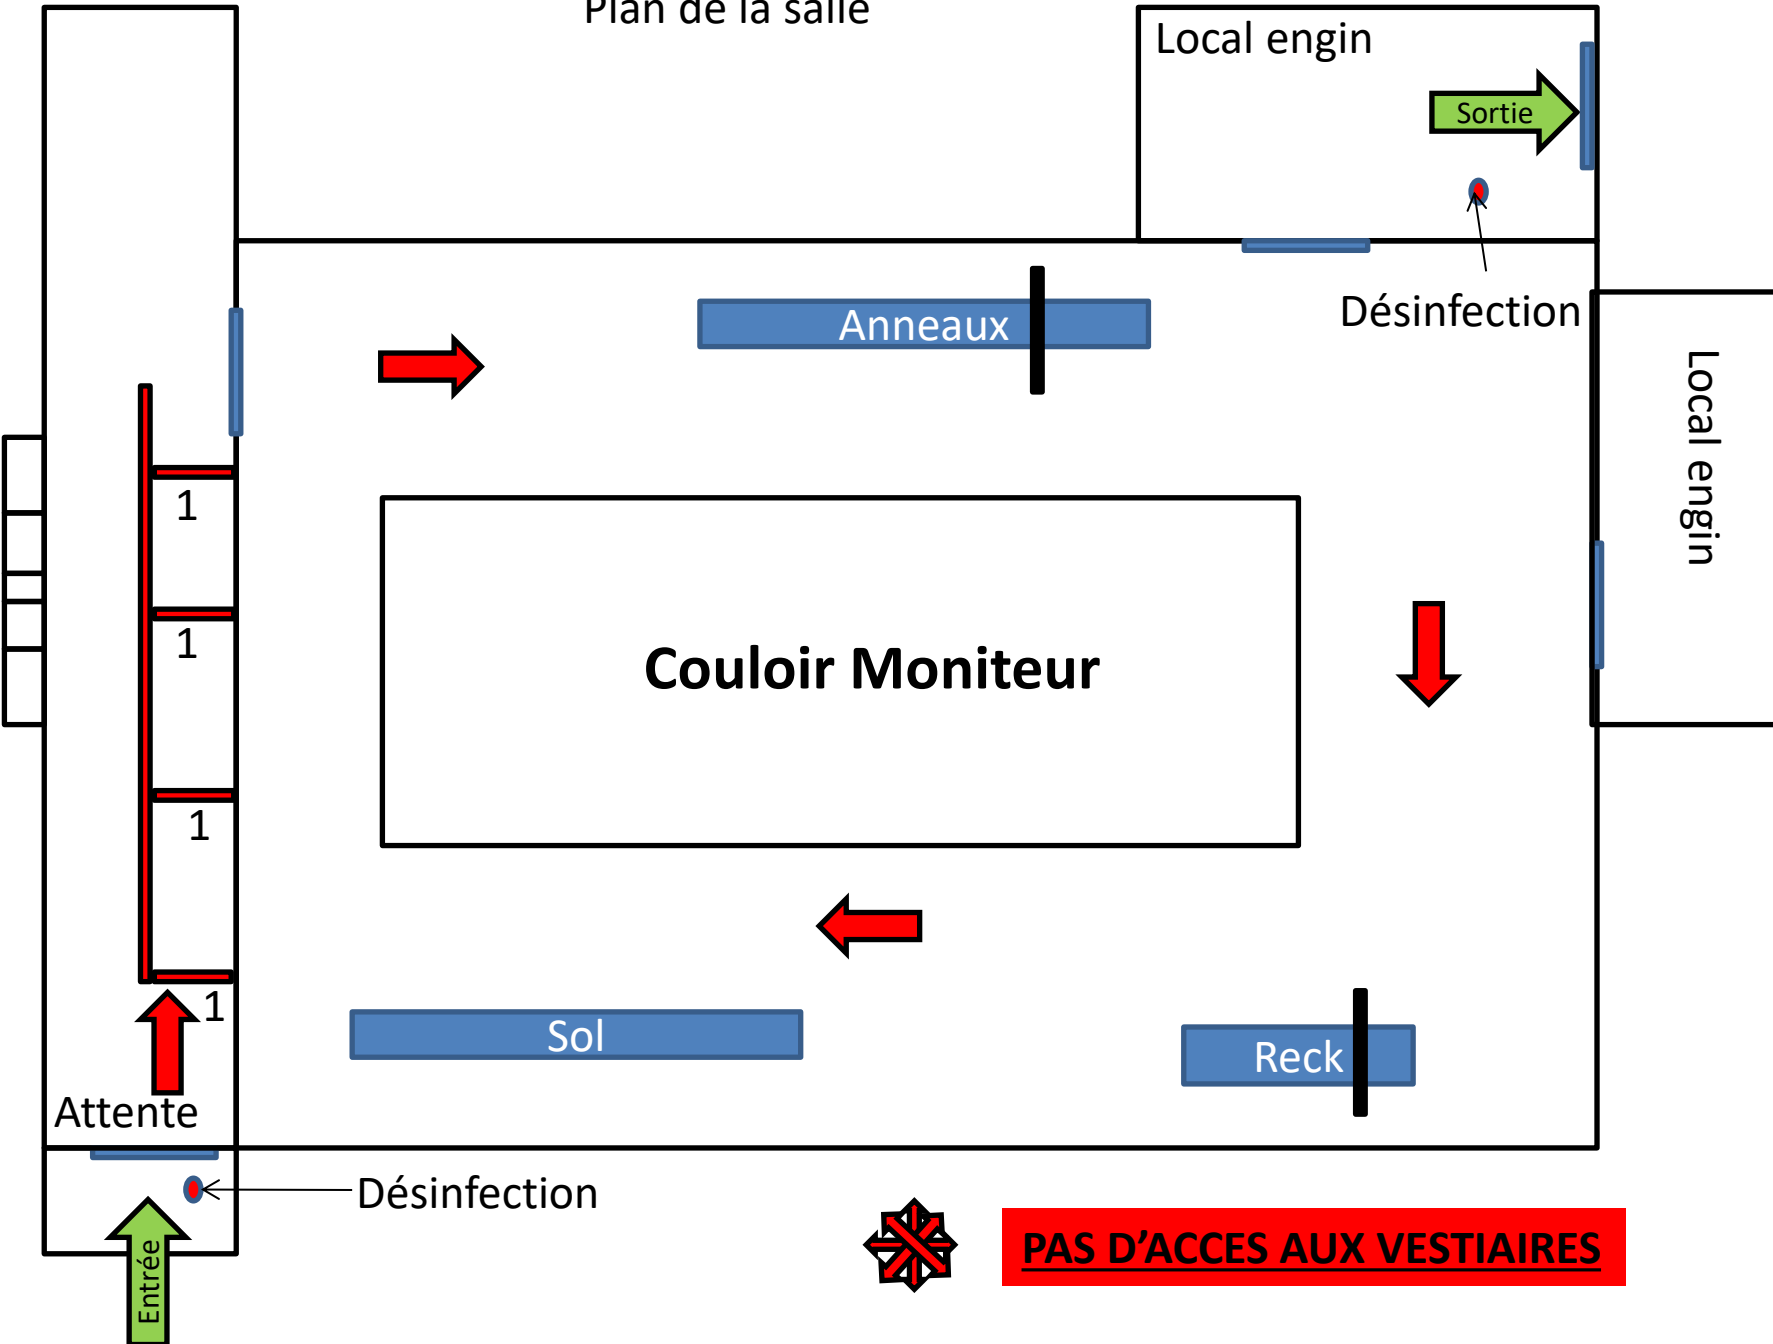 Plan de la salle
Local engin
Sortie
Désinfection
Anneaux
Local engin
1
1
Couloir Moniteur
1
1
Sol
Reck
Attente
Désinfection
Entrée
PAS D’ACCES AUX VESTIAIRES